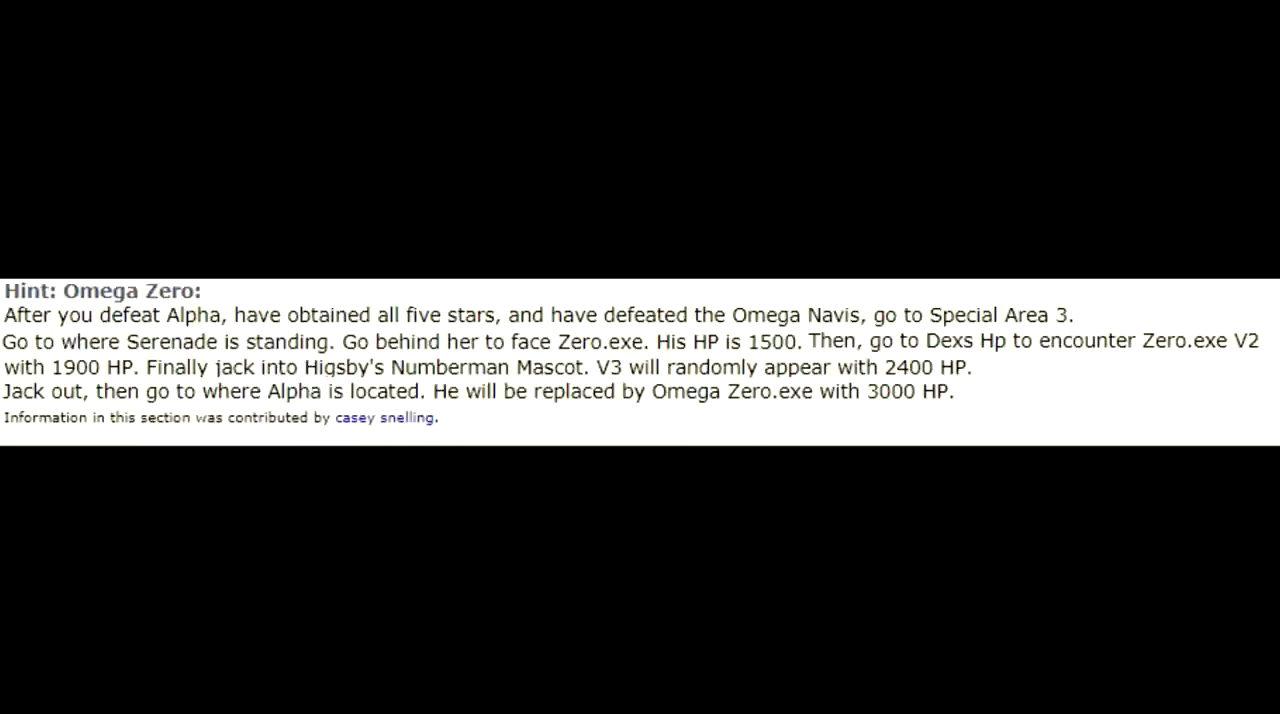 Hint: Omega Zero:
After you defeat Alpha, have obtained all five stars, and have defeated the Omega Navis, go to Special Area 3.
Go to where Serenade is standing. Go behind her to face Zero.exe. His HP is 1500. Then, go to Dexs Hp to encounter Zero.exe V2
with 1900 HP. Finally jack into Higsby's Numberman Mascot. V3 will randomly appear with 2400 HP.
Jack out, then go to where Alpha is located. He will be replaced by Omega Zero.exe with 3000 HP.
Information in this section was contributed by casey snelling.